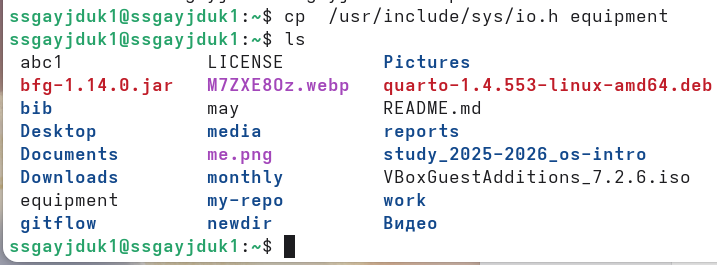 ssgayjduk1@ssgayjduk1:~$ cp  /usr/include/sys/io.h equipment
ssgayjduk1@ssgayjduk1:~$ ls
abc1 LICENSE Pictures
bfg-1.14.0.jar M7ZXE8Oz.webp quarto-1.4.553-linux-amd64.deb
bib may README.md
Desktop media reports
Documents me.png study_2025-2026_os-intro
Downloads monthly VBoxGuestAdditions_7.2.6.iso
equipment my-repo work
gitflow newdir Видео
ssgayjduk1@ssgayjduk1:~$